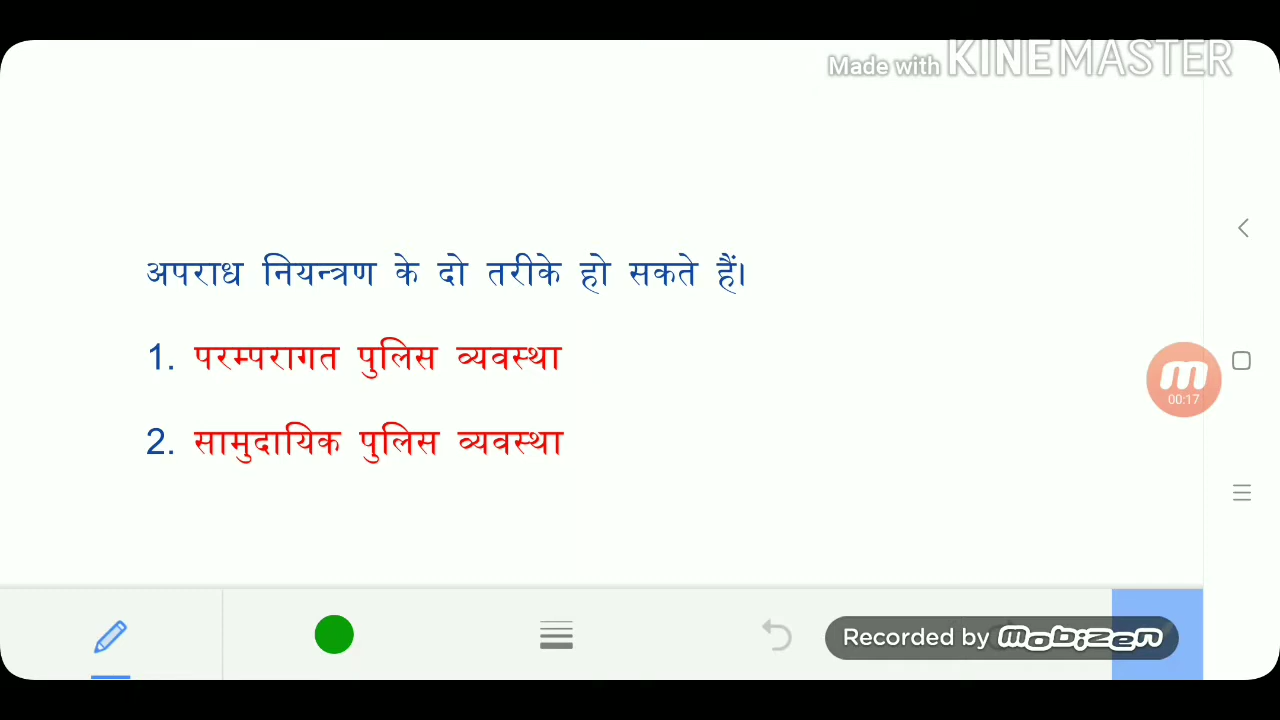 Made with KINEMASTER
अपराध नियन्त्रण के दो तरीके हो सकते हैं।
1. परम्परागत पुलिस व्यवस्था
2. सामुदायिक पुलिस व्यवस्था
00:17
Recorded by mobizen